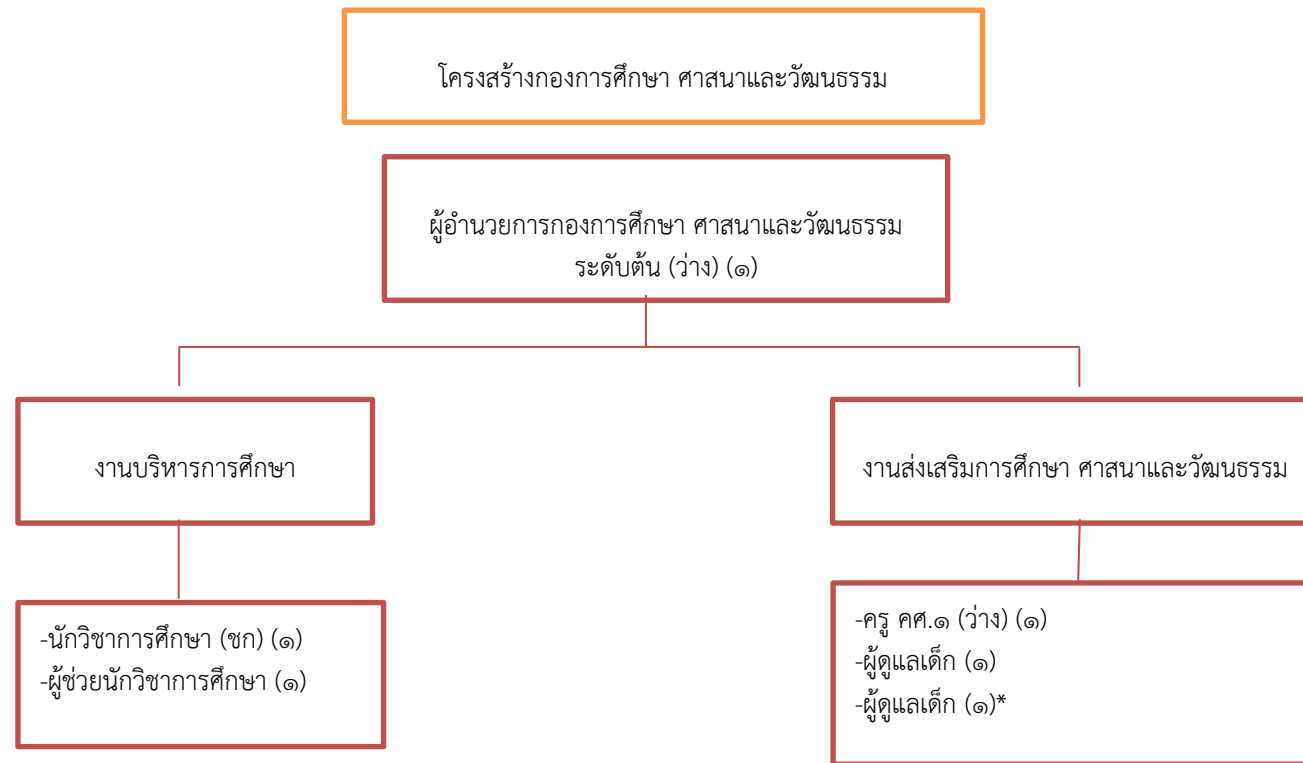 โครงสร้างกองการศึกษา ศาสนาและวัฒนธรรม
ผู้อำนวยการกองการศึกษา ศาสนาและวัฒนธรรม
ระดับต้น (ว่าง) (๑)
งานบริหารการศึกษา
งานส่งเสริมการศึกษา ศาสนาและวัฒนธรรม
-นักวิชาการศึกษา (ชก) (๑)
-ผู้ช่วยนักวิชาการศึกษา (๑)
-ครู คศ.๑ (ว่าง) (๑)
-ผู้ดูแลเด็ก (๑)
-ผู้ดูแลเด็ก (๑)*